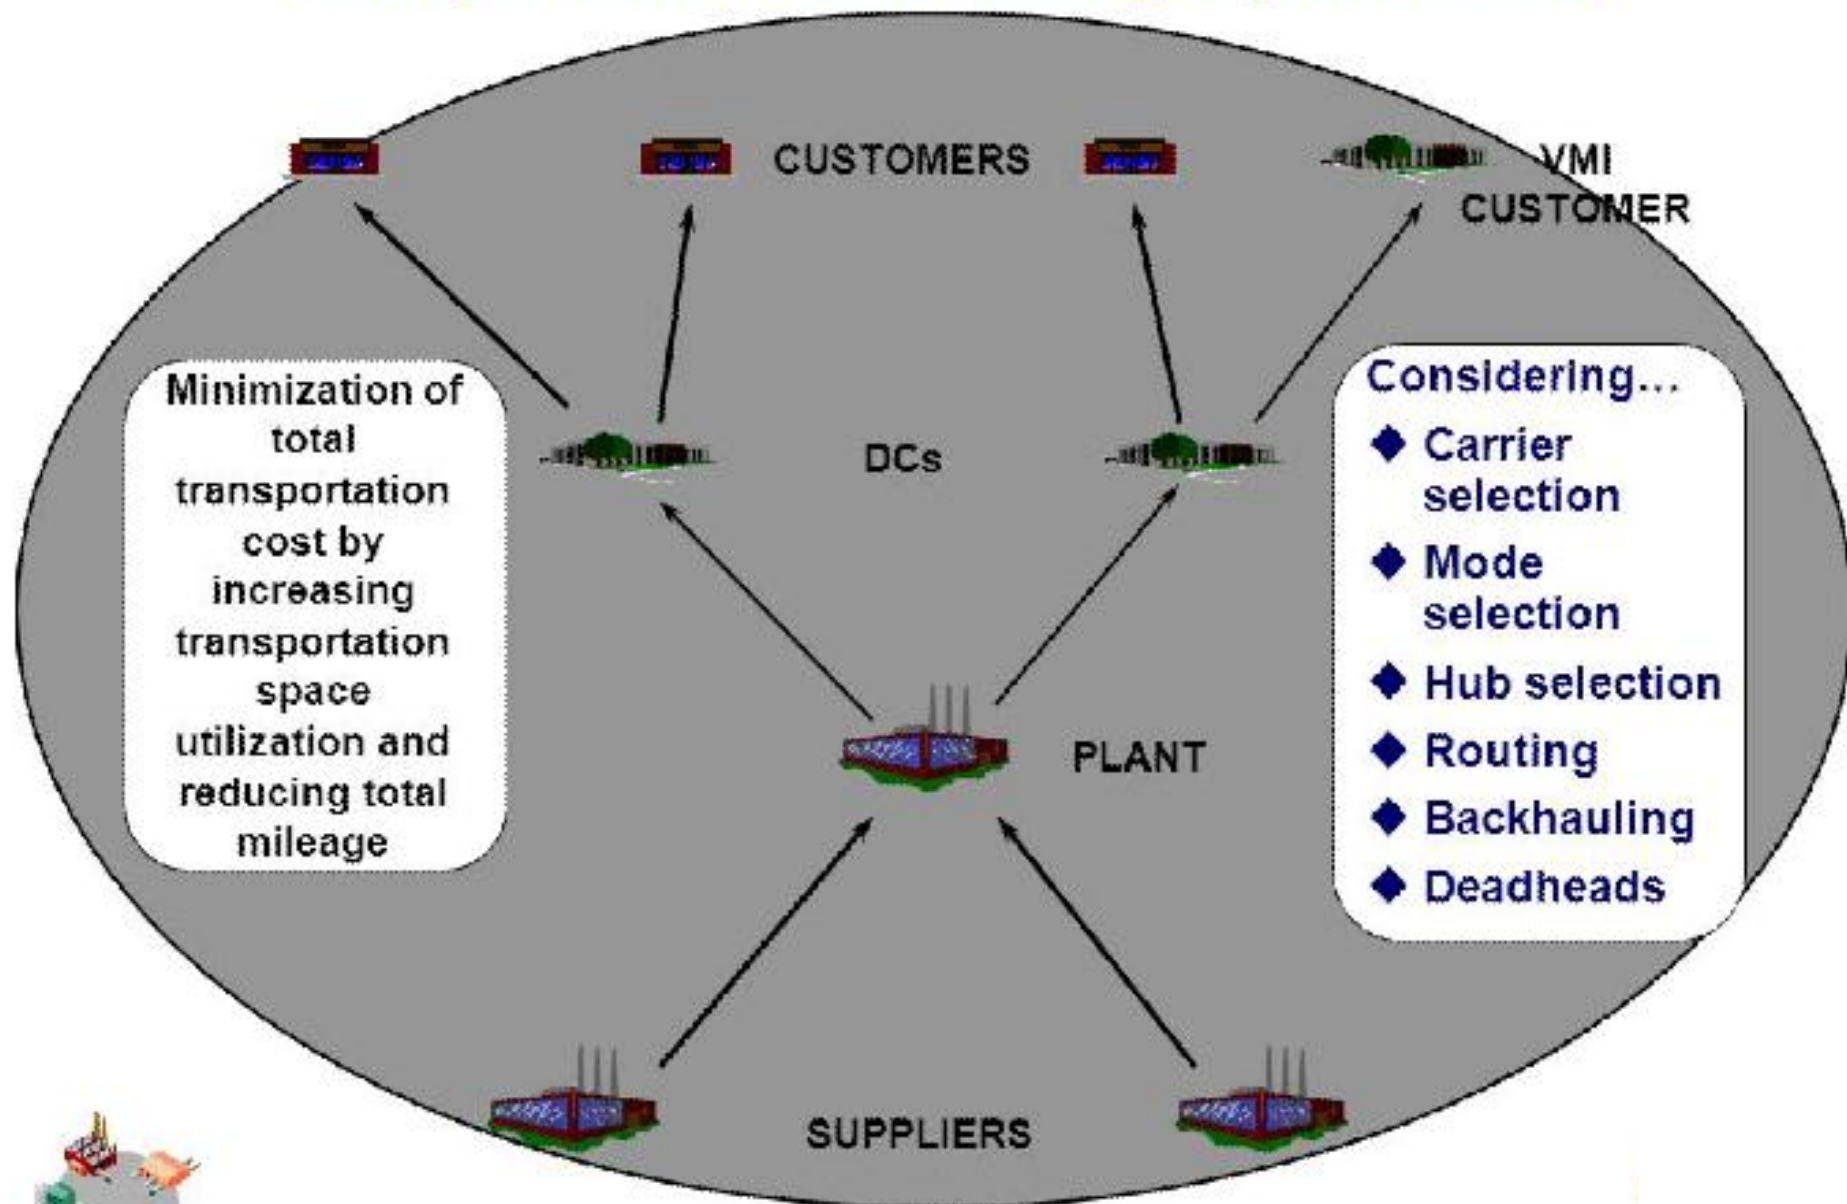 CUSTOMERS
VMI
CUSTOMER
Minimization of
total
transportation
cost by
increasing
transportation
space
utilization and
reducing total
mileage
DCs
Considering...
◆ Carrier
selection
◆ Mode
selection
◆ Hub selection
◆ Routing
◆ Backhauling
◆ Deadheads
PLANT
SUPPLIERS